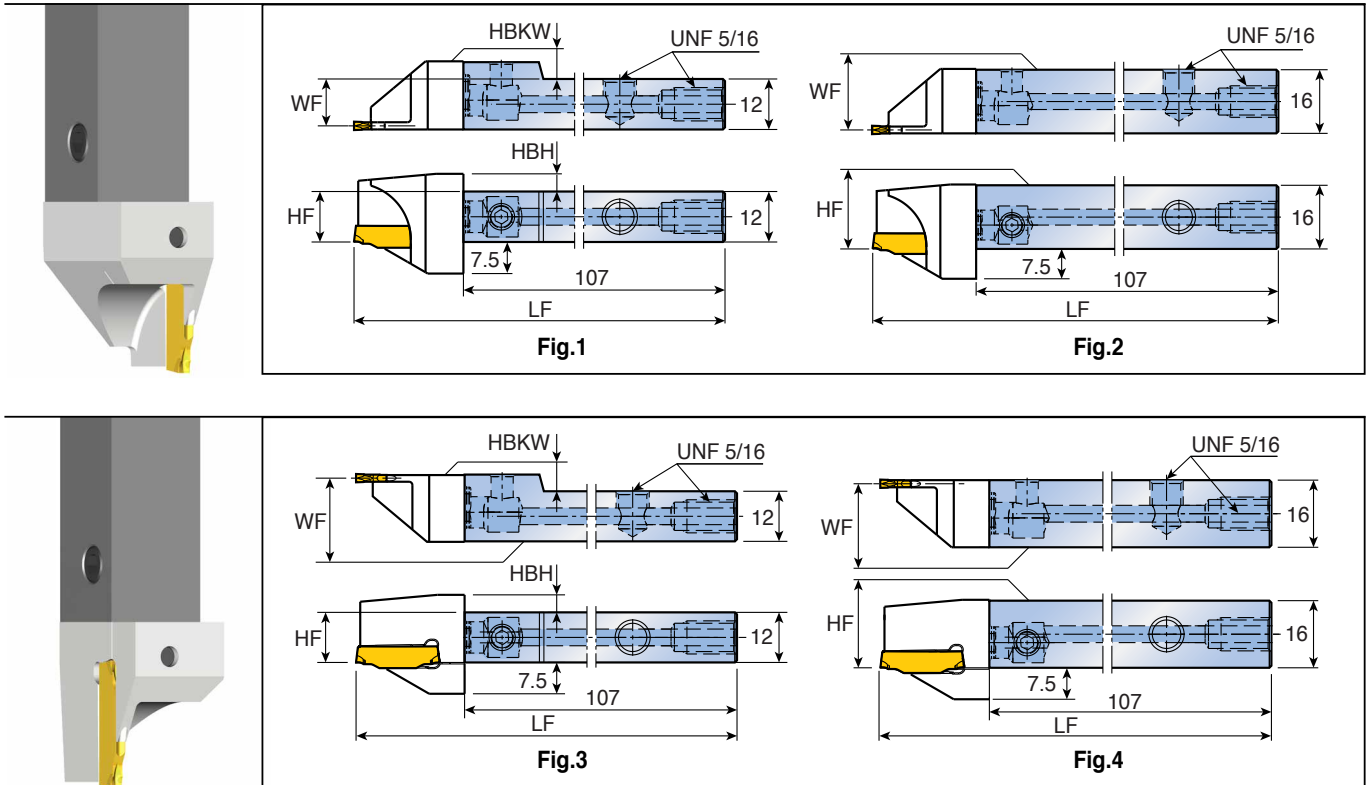 HBKW
UNF 5/16
WF
12
HBH
HF
12
7.5
107
LF
Fig.1
UNF 5/16
WF
16
HF
16
7.5
107
LF
Fig.2
HBKW
UNF 5/16
WF
12
HBH
HF
12
7.5
107
LF
Fig.3
UNF 5/16
WF
16
HF
16
7.5
107
LF
Fig.4